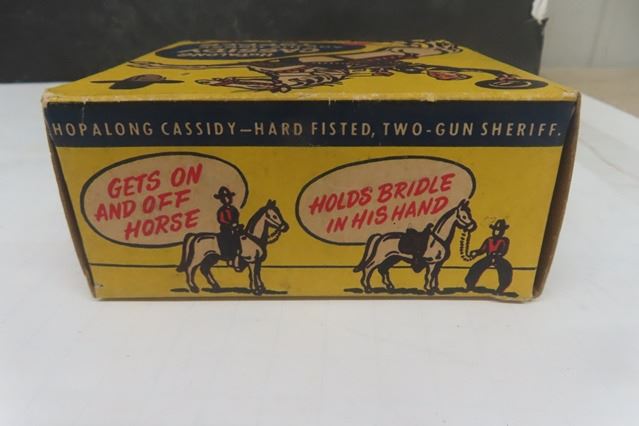 HOPALONG CASSIDY—HARD FISTED, TWO-GUN SHERIFF.
GETS ON
AND OFF
HORSE
HOLDS BRIDLE
IN HIS HAND